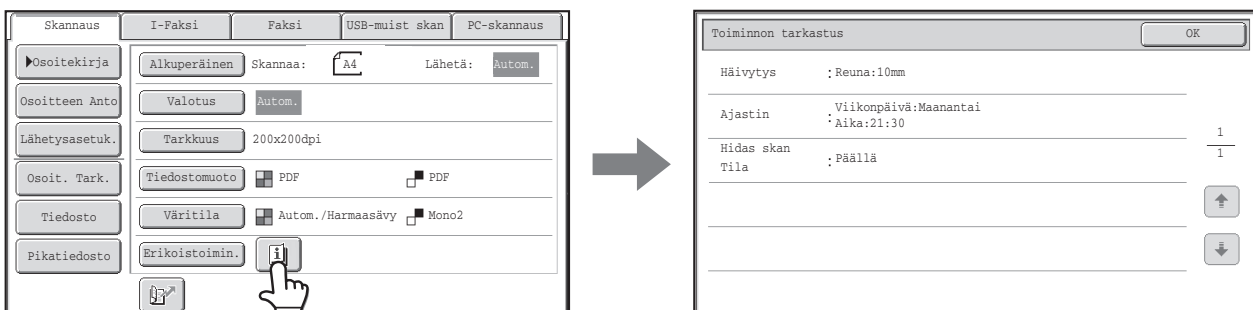 Skannaus I-Faksi Faksi USB-muist skan PC-skannaus
Osoitekirja Alkuperäinen Skannaa: A4 Lähetä: Autom.
Osoitteen Anto Valotus Autom.
Lähetysasetuk. Tarkkuus 200x200dpi
Osoit. Tark. Tiedostomuoto PDF PDF
Tiedosto Väritila Autom./Harmaasävy Mono2
Pikatiedosto Erikoistoimin.
Toiminnon tarkastus OK
Häivytys :Reuna:10mm
Ajastin :Viikonpäivä:Maanantai
Aika:21:30
Hidas skan
Tila :Päällä
1
1